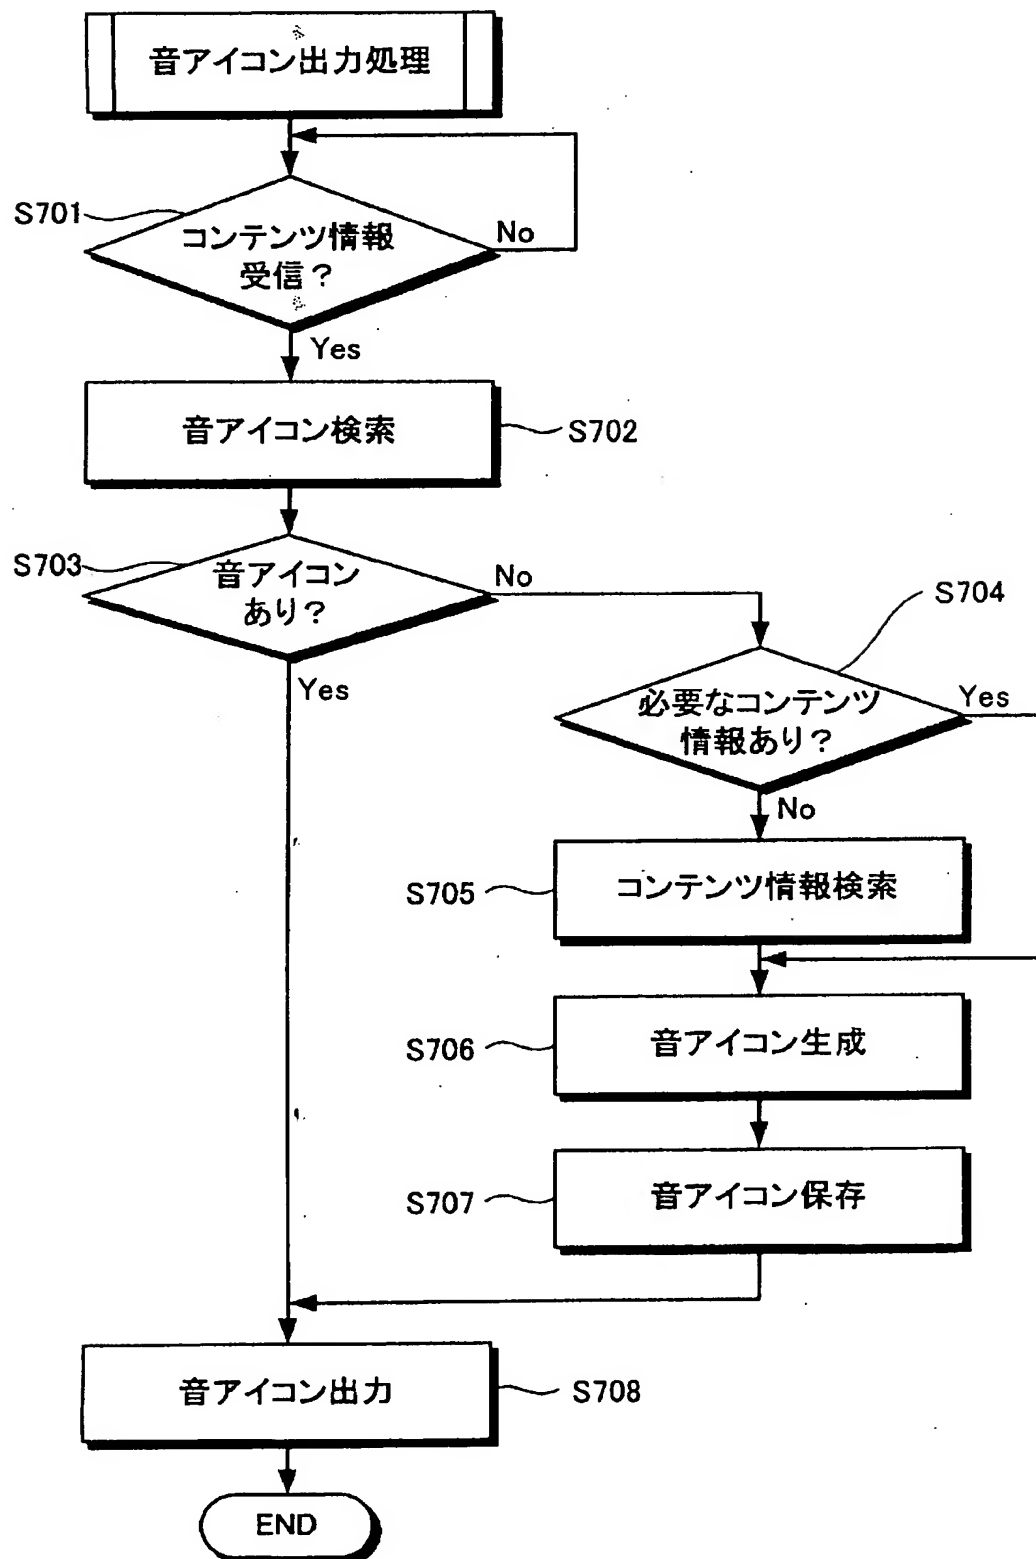 音アイコン出力処理
S701
コンテンツ情報
受信?
No
Yes
音アイコン検索
S702
S703
音アイコン
あり?
No
Yes
S704
必要なコンテンツ
情報あり?
Yes
No
S705
コンテンツ情報検索
S706
音アイコン生成
S707
音アイコン保存
音アイコン出力
S708
END